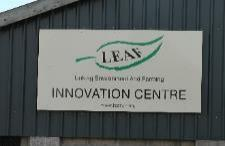 LEAF
Linking Environment And Farming
INNOVATION CENTRE